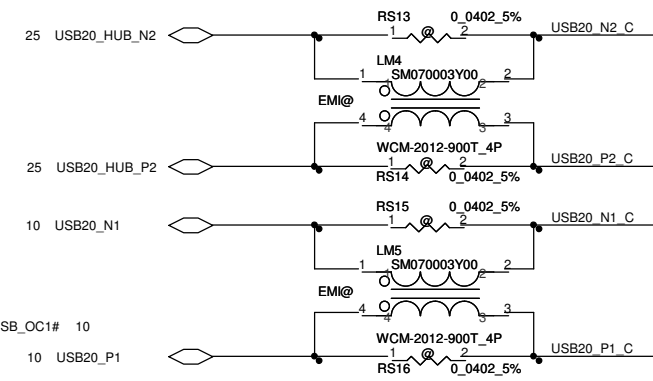 RS13 0_0402_5%
25 USB20_HUB_N2 1 @ 2 USB20_N2_C
LM4
1 1 SM070003Y00 2 2
EMI@
4 4 3 3
WCM-2012-900T_4P
25 USB20_HUB_P2 1 @ 2 USB20_P2_C
RS14 0_0402_5%
RS15 0_0402_5%
10 USB20_N1 1 @ 2 USB20_N1_C
LM5
1 1 SM070003Y00 2 2
EMI@
4 4 3 3
SB_OC1# 10
WCM-2012-900T_4P
10 USB20_P1 1 @ 2 USB20_P1_C
RS16 0_0402_5%